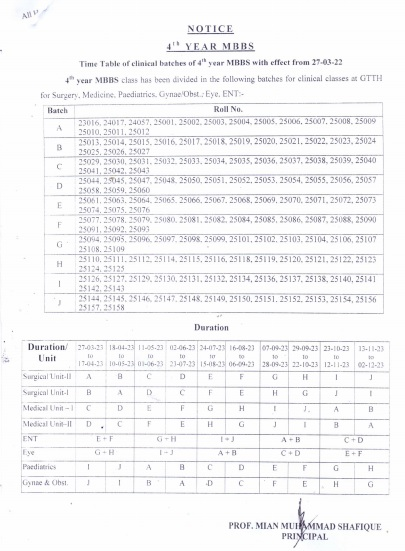 All
NOTICE
4th YEAR MBBS
Time Table of clinical batches of 4th year MBBS with effect from 27-03-22
4th year MBBS class has been divided in the following batches for clinical classes at GTTH
for Surgery, Medicine, Paediatrics, Gynae/Obst., Eye, ENT:-
Batch Roll No.
A 23016, 24017, 24057, 25001, 25002, 25003, 25004, 25005, 25006, 25007, 25008, 25009
25010, 25011, 25012
B 25013, 25014, 25015, 25016, 25017, 25018, 25019, 25020, 25021, 25022, 25023, 25024
25025, 25026, 25027
C 25029, 25030, 25031, 25032, 25033, 25034, 25035, 25036, 25037, 25038, 25039, 25040
25041, 25042, 25043
D 25044, 25045, 25047, 25048, 25050, 25051, 25052, 25053, 25054, 25055, 25056, 25057
25058, 25059, 25060
E 25061, 25063, 25064, 25065, 25066, 25067, 25068, 25069, 25070, 25071, 25072, 25073
25074, 25075, 25076
F 25077, 25078, 25079, 25080, 25081, 25082, 25084, 25085, 25086, 25087, 25088, 25090
25091, 25092, 25093
G 25094, 25095, 25096, 25097, 25098, 25099, 25101, 25102, 25103, 25104, 25106, 25107
25108, 25109
H 25110, 25111, 25112, 25114, 25115, 25116, 25118, 25119, 25120, 25121, 25122, 25123
25124, 25125
I 25126, 25127, 25129, 25130, 25131, 25132, 25134, 25136, 25137, 25138, 25140, 25141
25142, 25143
J 25144, 25145, 25146, 25147, 25148, 25149, 25150, 25151, 25152, 25153, 25154, 25156
25157, 25158
Duration
Duration/ 27-03-23 18-04-23 11-05-23 02-06-23 24-07-23 16-08-23 07-09-23 29-09-23 23-10-23 13-11-23
Unit to to to to to to to to to to
17-04-23 10-05-23 01-06-23 23-07-23 15-08-23 06-09-23 28-09-23 22-10-23 12-11-23 02-12-23
Surgical Unit-II A B C D E F G H I J
Surgical Unit-I B A D C F E H G J I
Medical Unit –I C D E F G H I J A B
Medical Unit–II D C F E H G J I B A
ENT E + F G + H I + J A + B C + D
Eye G + H I + J A + B C + D E + F
Paediatrics I J A B C D E F G H
Gynae & Obst. J I B A D C F E H G
PROF. MIAN MUHAMMAD SHAFIQUE
PRINCIPAL